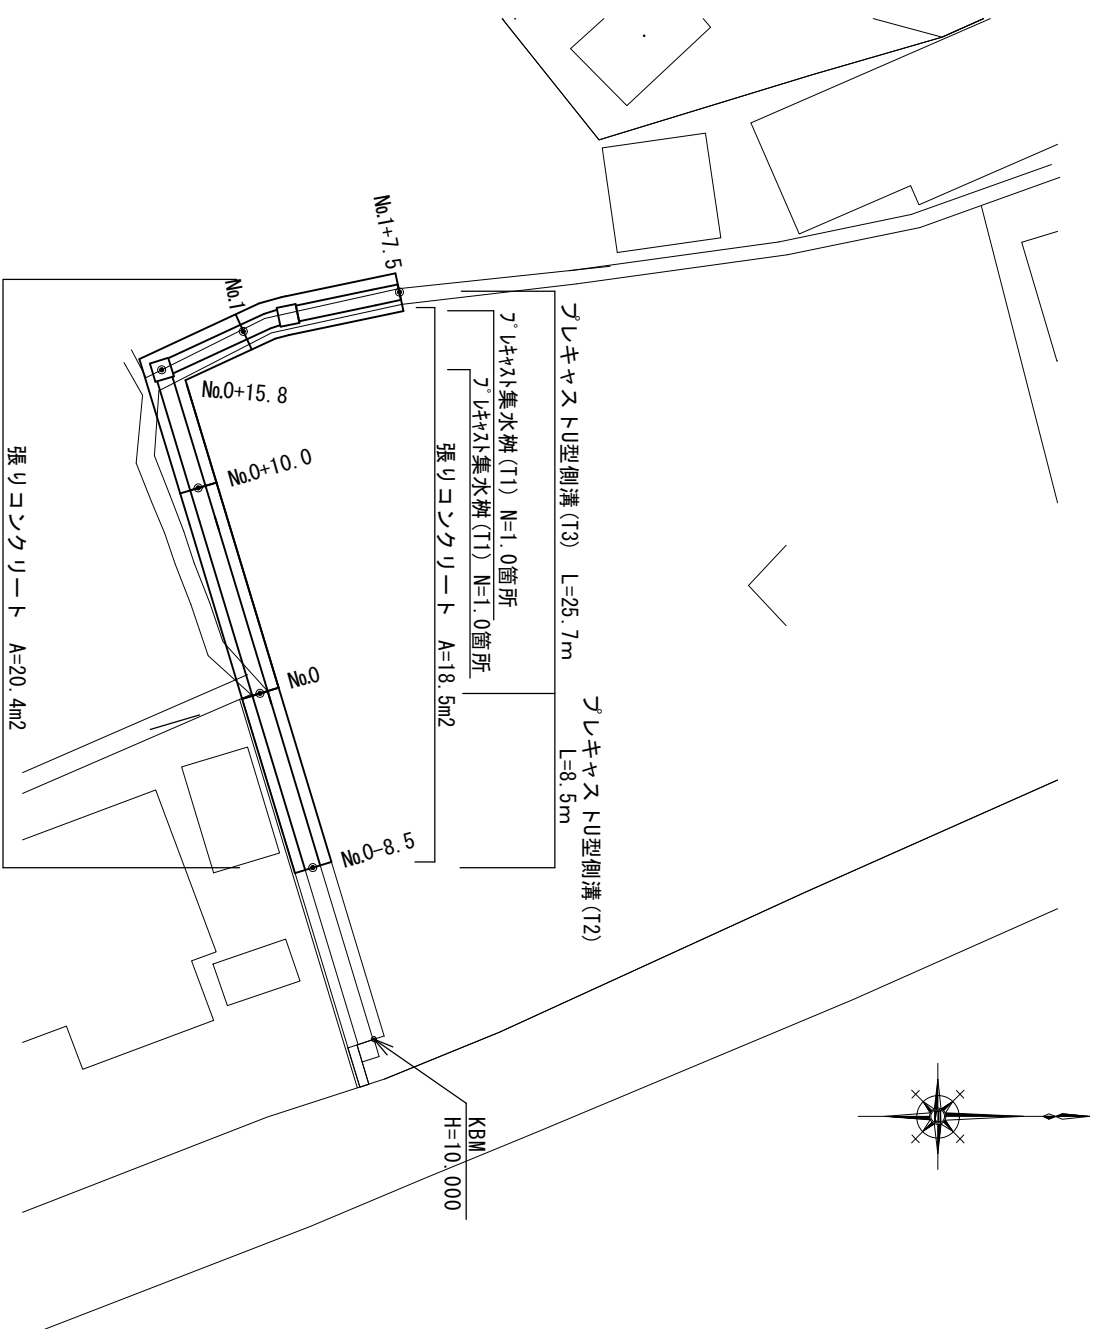 プレキャストU型側溝(T2)
L=8.5m
プレキャストU型側溝(T3) L=25.7m
プレキャスト集水桝(T1) N=1.0箇所
プレキャスト集水桝(T1) N=1.0箇所
張りコンクリート A=18.5m2
張りコンクリート A=20.4m2
No.1+7.5
No.1
No.0+15.8
No.0+10.0
No.0
No.0-8.5
KBM
H=10.000